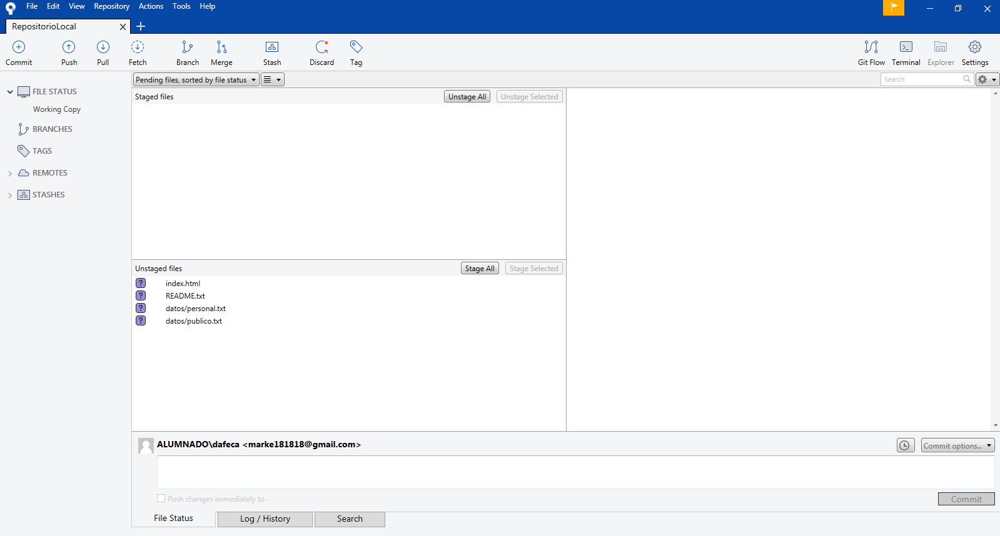 File Edit View Repository Actions Tools Help
RepositorioLocal
Commit Push Pull Fetch Branch Merge Stash Discard Tag Git Flow Terminal Explorer Settings
Pending files, sorted by file status Search
FILE STATUS
Working Copy
BRANCHES
TAGS
REMOTES
STASHES
Staged files Unstage All Unstage Selected
Unstaged files Stage All Stage Selected
? index.html
? README.txt
? datos/personal.txt
? datos/publico.txt
ALUMNADO\dafeca <marke181818@gmail.com> Commit options...
Push changes immediately to -
Commit
File Status Log / History Search